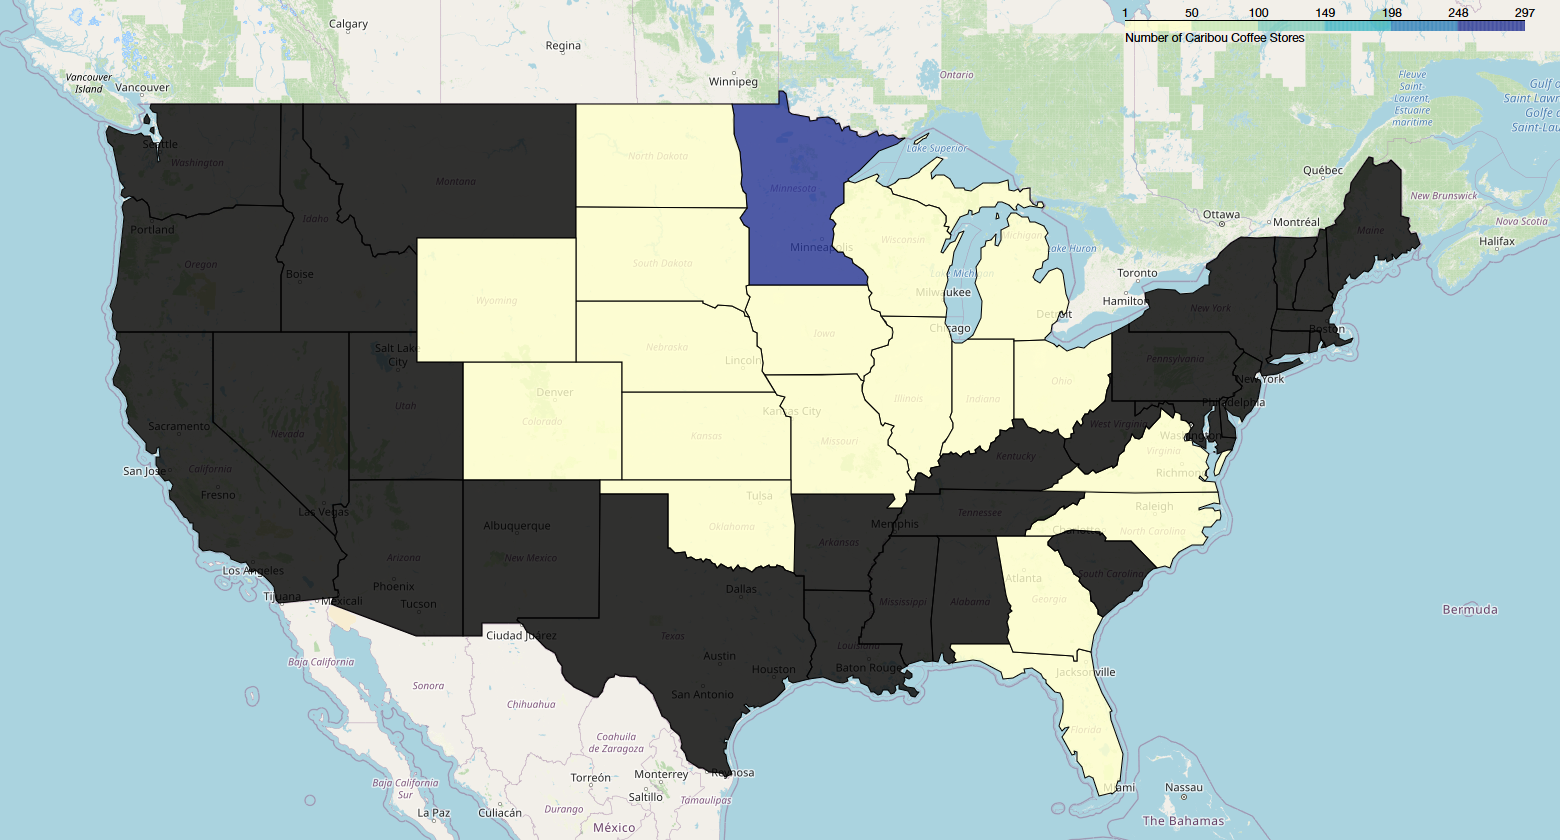 1 50 100 149 198 248 297
Number of Caribou Coffee Stores
Calgary
Regina
Winnipeg
Ontario
Vancouver
Island
Vancouver
Fleuve
Saint-
Laurent,
Estuaire
maritime
Gulf o
Saint Lawr
Golfe d
Saint-Lau
Seattle
Washington
North Dakota
Lake Superior
Québec
Montana
Minnesota
New Brunswick
Idaho
Ottawa
Montréal
Nova Scotia
Portland
Maine
Halifax
Oregon
South Dakota
Minneapolis
Wisconsin
Michigan
Lake Huron
Boise
Lake Michigan
Toronto
Wyoming
Milwaukee
Hamilton
New York
Detroit
Salt Lake
City
Nebraska
Iowa
Chicago
Boston
Lincoln
Pennsylvania
Denver
Ohio
New York
Utah
Colorado
Kansas City
Illinois
Indiana
Philadelphia
Sacramento
Nevada
Kansas
Missouri
West Virginia
Washington
San Jose
California
Kentucky
Virginia
Richmond
Fresno
Las Vegas
Tulsa
Raleigh
Albuquerque
Oklahoma
Memphis
Tennessee
Charlotte
North Carolina
Arizona
New Mexico
Arkansas
Los Angeles
Phoenix
Dallas
Atlanta
South Carolina
Tijuana
Mexicali
Tucson
Mississippi
Alabama
Georgia
Bermuda
Ciudad Juárez
Texas
Louisiana
Baja California
Austin
Houston
Baton Rouge
Jacksonville
Sonora
San Antonio
Chihuahua
Florida
Coahuila
de Zaragoza
Baja California
Sur
Torreón
Monterrey
Reynosa
Miami
Nassau
La Paz
Culiacán
Durango
Saltillo
Tamaulipas
México
The Bahamas